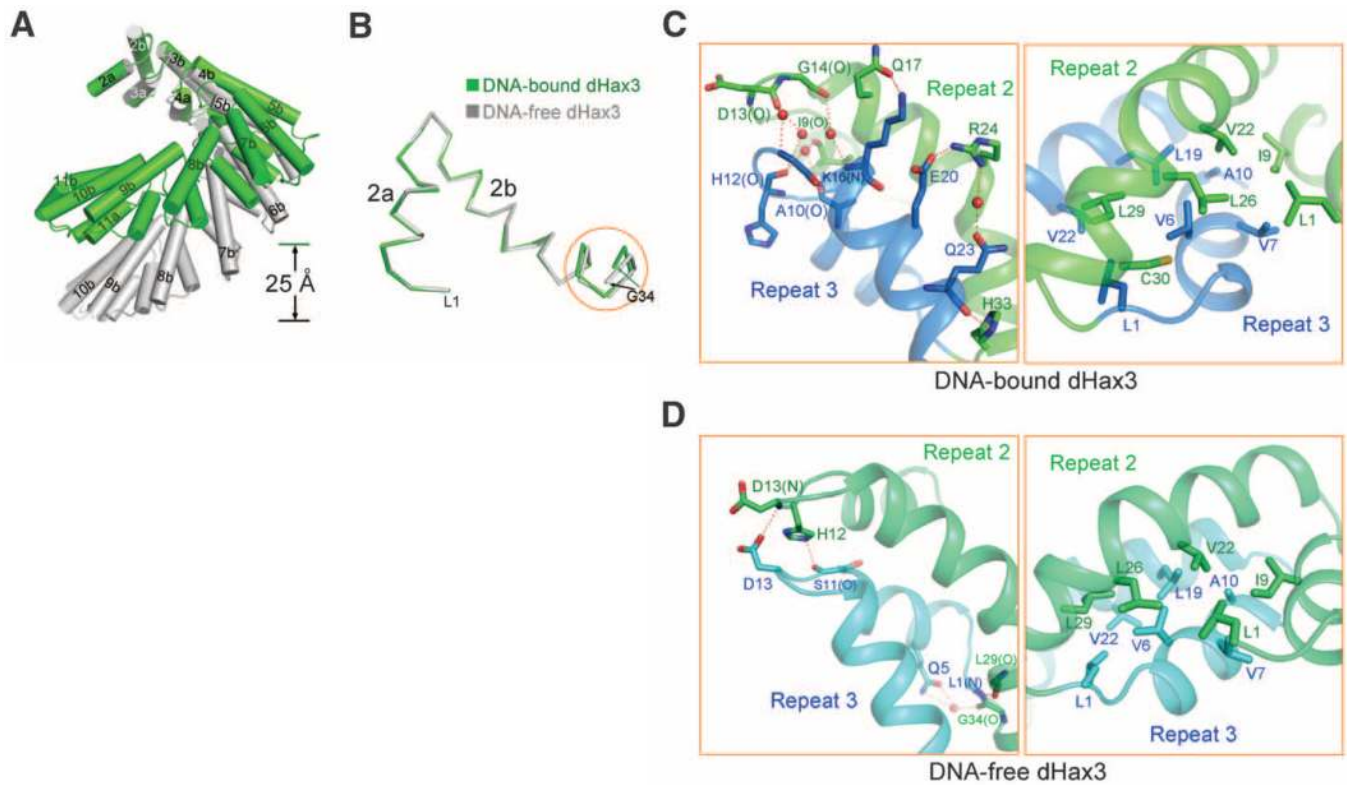 A
2b
3b
2a
4b
3a
4a
5b
5b
6b
7b
8b
11b
10b
9b
11a
6b
7b
8b
9b
10b
25 Å
B
DNA-bound dHax3
DNA-free dHax3
2a
2b
L1
G34
C
G14(O)
Q17
Repeat 2
D13(O)
I9(O)
R24
H12(O)
K16(N)
E20
A10(O)
Q23
Repeat 3
H33
Repeat 2
V22
I9
L19
A10
L29
L26
L1
V22
V6
V7
C30
L1
Repeat 3
DNA-bound dHax3
D
Repeat 2
D13(N)
H12
D13
S11(O)
Q5
L29(O)
L1(N)
Repeat 3
G34(O)
Repeat 2
V22
L26
A10
I9
L19
L29
V22
V6
L1
V7
L1
Repeat 3
DNA-free dHax3